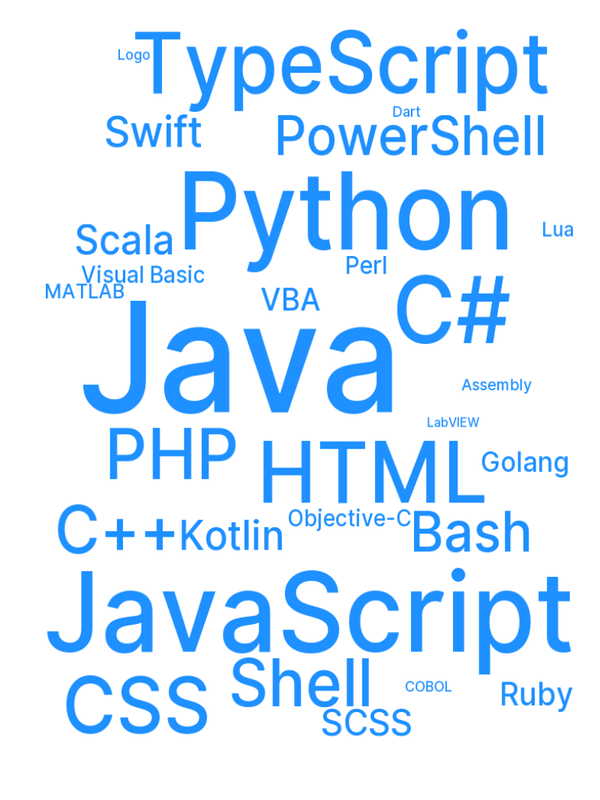 Logo
TypeScript
Dart
Swift
PowerShell
Python
Lua
Scala
Perl
Visual Basic
MATLAB
VBA
C#
Java
Assembly
LabVIEW
PHP
HTML
Golang
Objective-C
C++
Kotlin
Bash
JavaScript
Shell
COBOL
Ruby
CSS
SCSS